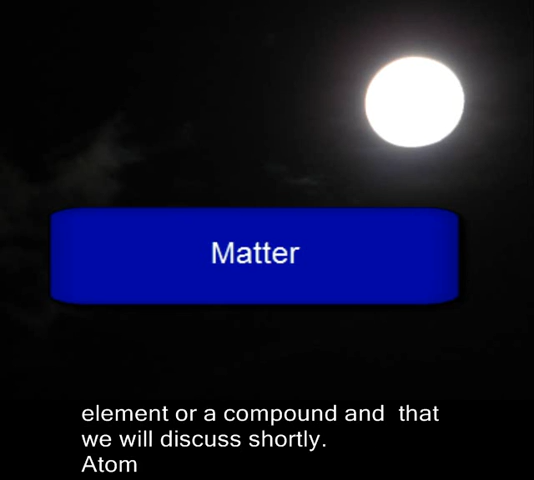 Matter
element or a compound and  that
we will discuss shortly.
Atom